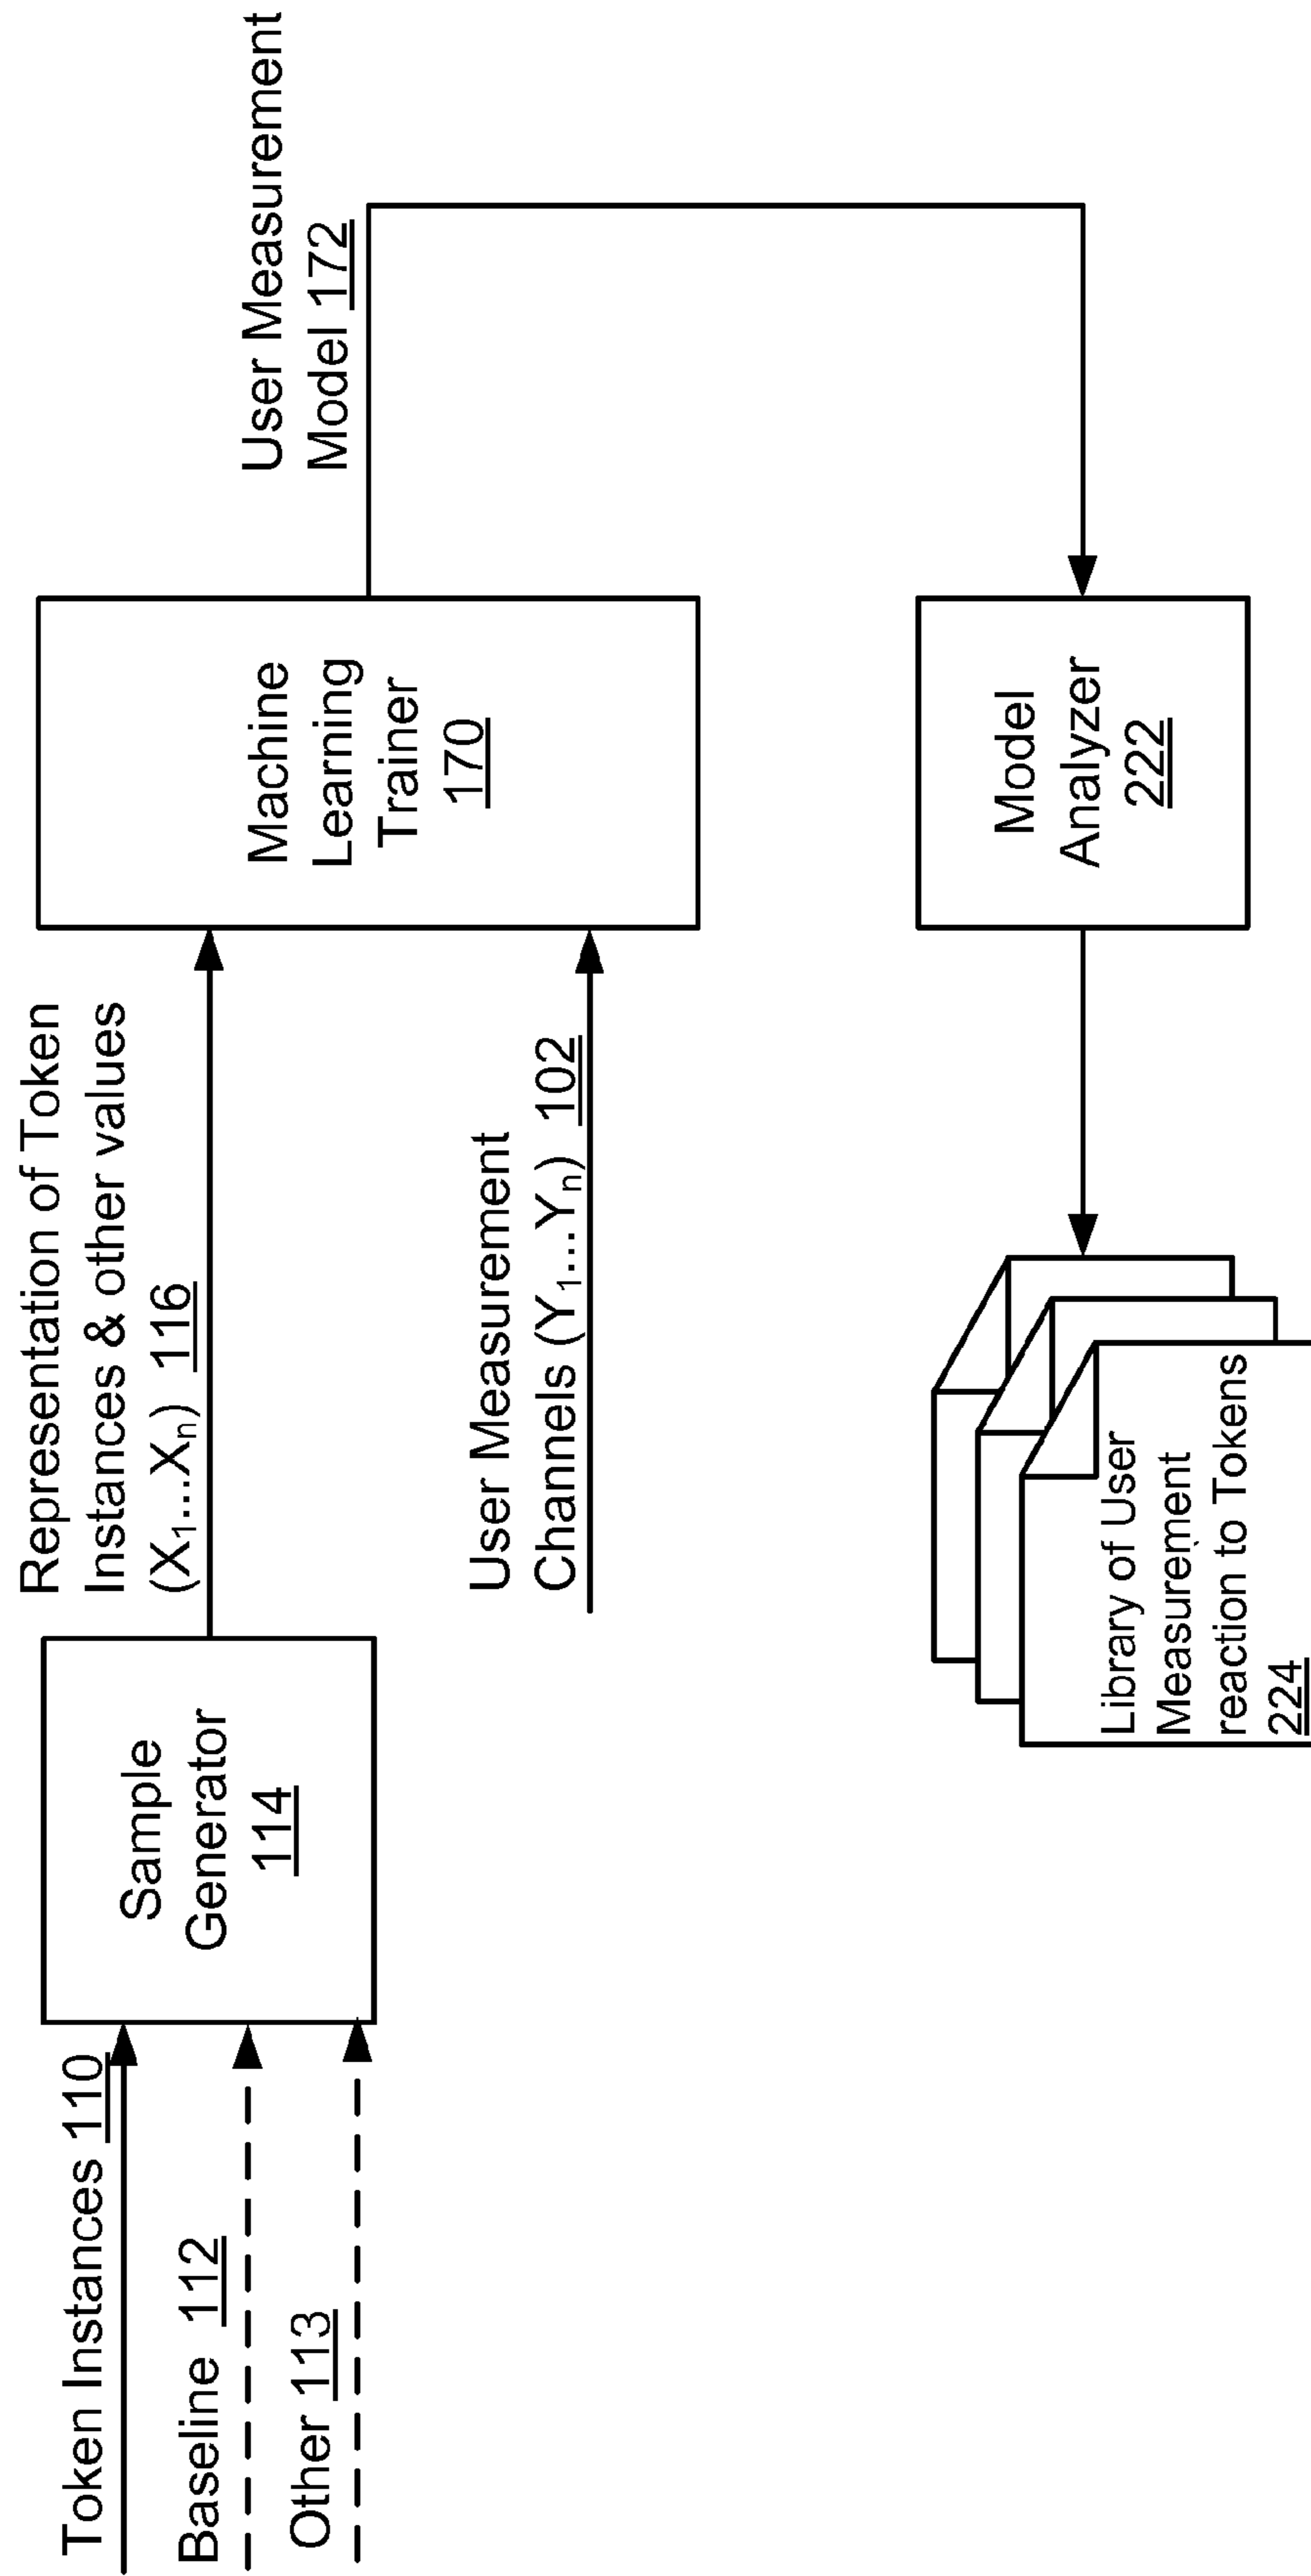 Token Instances 110
Baseline 112
Other 113
Sample
Generator
114
Representation of Token
Instances & other values
(X₁...Xₙ) 116
User Measurement
Channels (Y₁...Yₙ) 102
Machine
Learning
Trainer
170
User Measurement
Model 172
Model
Analyzer
222
Library of User
Measurement
reaction to Tokens
224